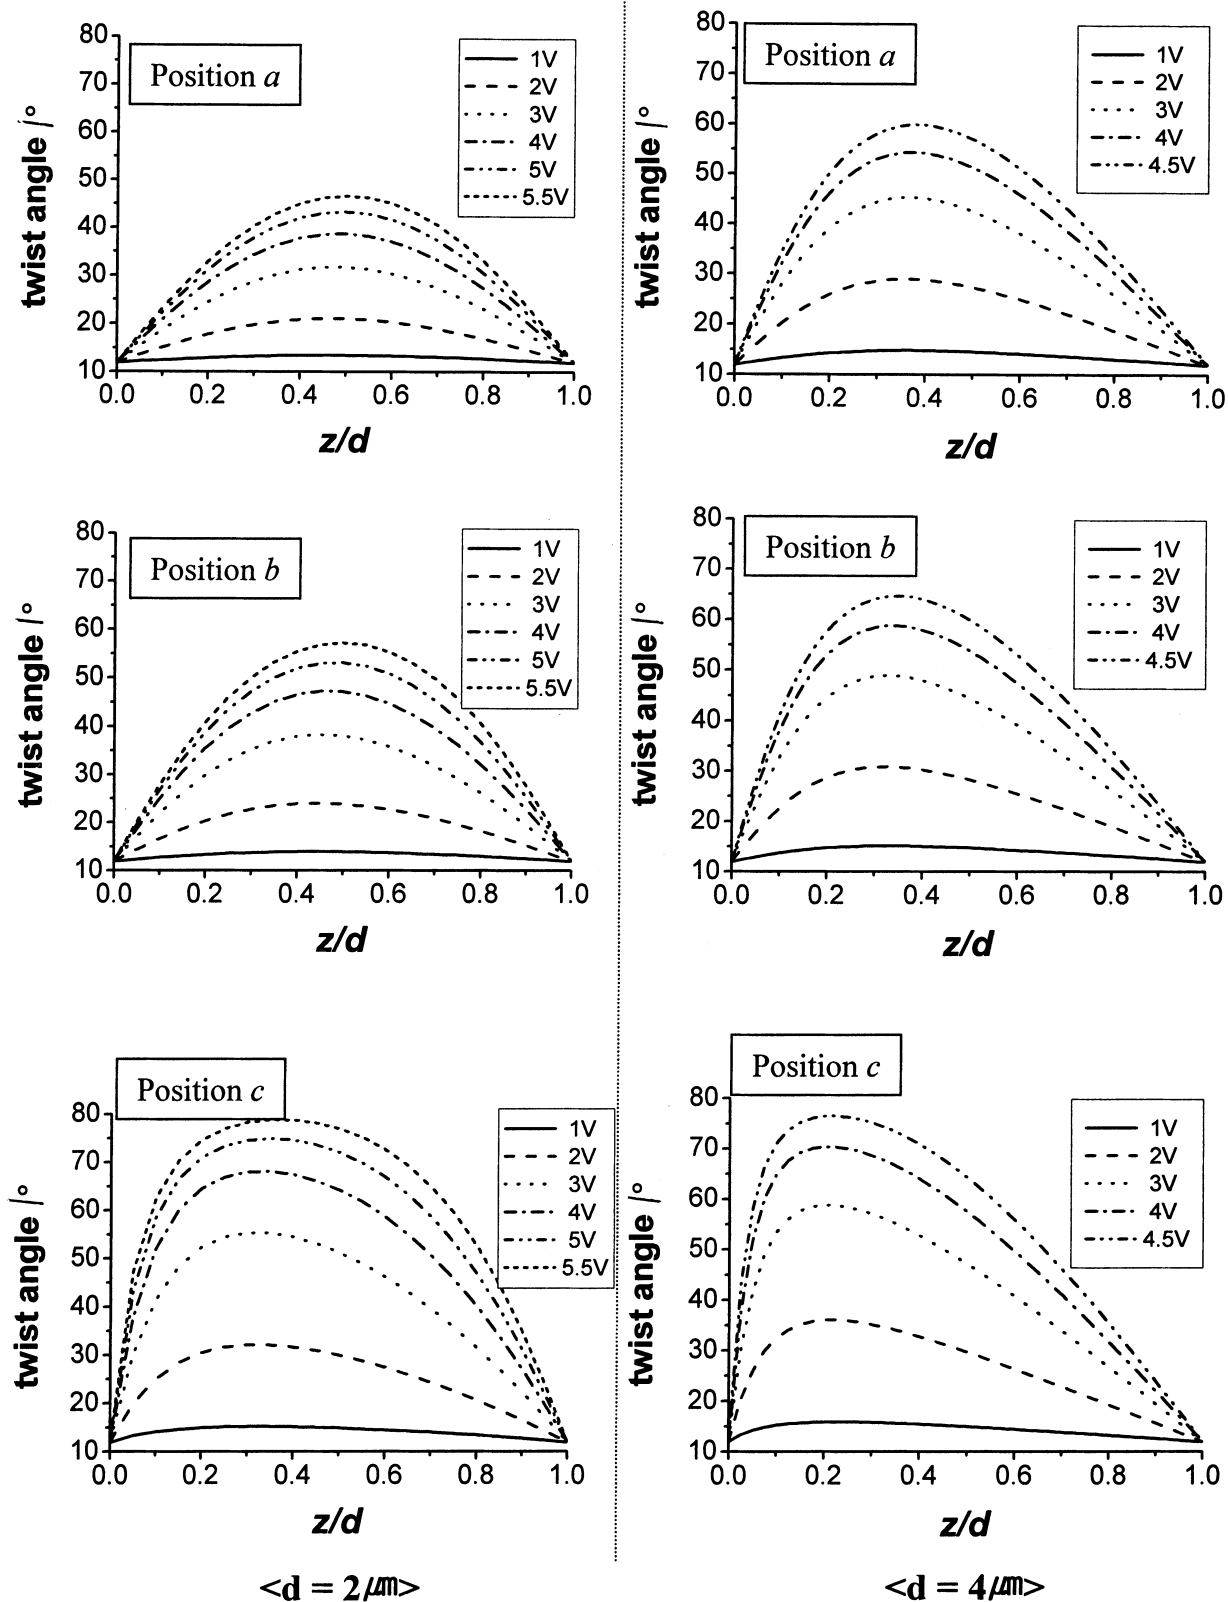 Position a
1V
2V
3V
4V
5V
5.5V
80
70
60
50
40
30
20
10
twist angle /°
0.0 0.2 0.4 0.6 0.8 1.0
z/d
Position a
1V
2V
3V
4V
4.5V
80
70
60
50
40
30
20
10
twist angle /°
0.0 0.2 0.4 0.6 0.8 1.0
z/d
Position b
1V
2V
3V
4V
5V
5.5V
80
70
60
50
40
30
20
10
twist angle /°
0.0 0.2 0.4 0.6 0.8 1.0
z/d
Position b
1V
2V
3V
4V
4.5V
80
70
60
50
40
30
20
10
twist angle /°
0.0 0.2 0.4 0.6 0.8 1.0
z/d
Position c
1V
2V
3V
4V
5V
5.5V
80
70
60
50
40
30
20
10
twist angle /°
0.0 0.2 0.4 0.6 0.8 1.0
z/d
Position c
1V
2V
3V
4V
4.5V
80
70
60
50
40
30
20
10
twist angle /°
0.0 0.2 0.4 0.6 0.8 1.0
z/d
<d = 2㎛>
<d = 4㎛>